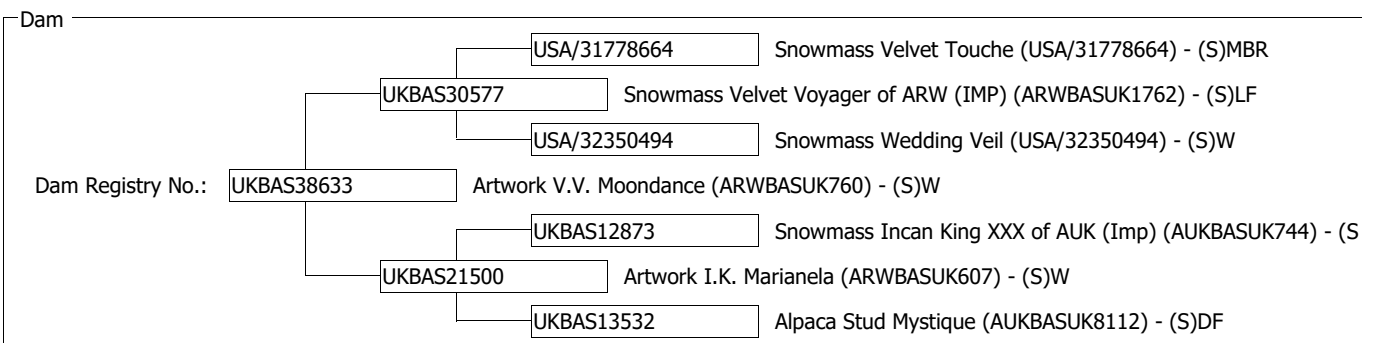 Dam
USA/31778664 Snowmass Velvet Touche (USA/31778664) - (S)MBR
UKBAS30577 Snowmass Velvet Voyager of ARW (IMP) (ARWBASUK1762) - (S)LF
USA/32350494 Snowmass Wedding Veil (USA/32350494) - (S)W
Dam Registry No.: UKBAS38633 Artwork V.V. Moondance (ARWBASUK760) - (S)W
UKBAS12873 Snowmass Incan King XXX of AUK (Imp) (AUKBASUK744) - (S
UKBAS21500 Artwork I.K. Marianela (ARWBASUK607) - (S)W
UKBAS13532 Alpaca Stud Mystique (AUKBASUK8112) - (S)DF